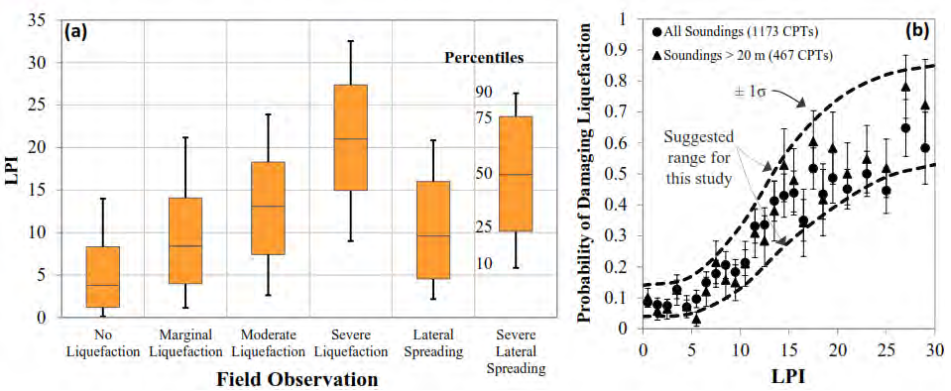 (a)
Percentiles
90
75
50
25
10
35
30
25
20
15
10
5
0
LPI
No
Liquefaction
Marginal
Liquefaction
Moderate
Liquefaction
Severe
Liquefaction
Lateral
Spreading
Severe
Lateral
Spreading
Field Observation
(b)
All Soundings (1173 CPTs)
Soundings > 20 m (467 CPTs)
± 1σ
Suggested
range for
this study
1
0.9
0.8
0.7
0.6
0.5
0.4
0.3
0.2
0.1
0
Probability of Damaging Liquefaction
0 5 10 15 20 25 30
LPI